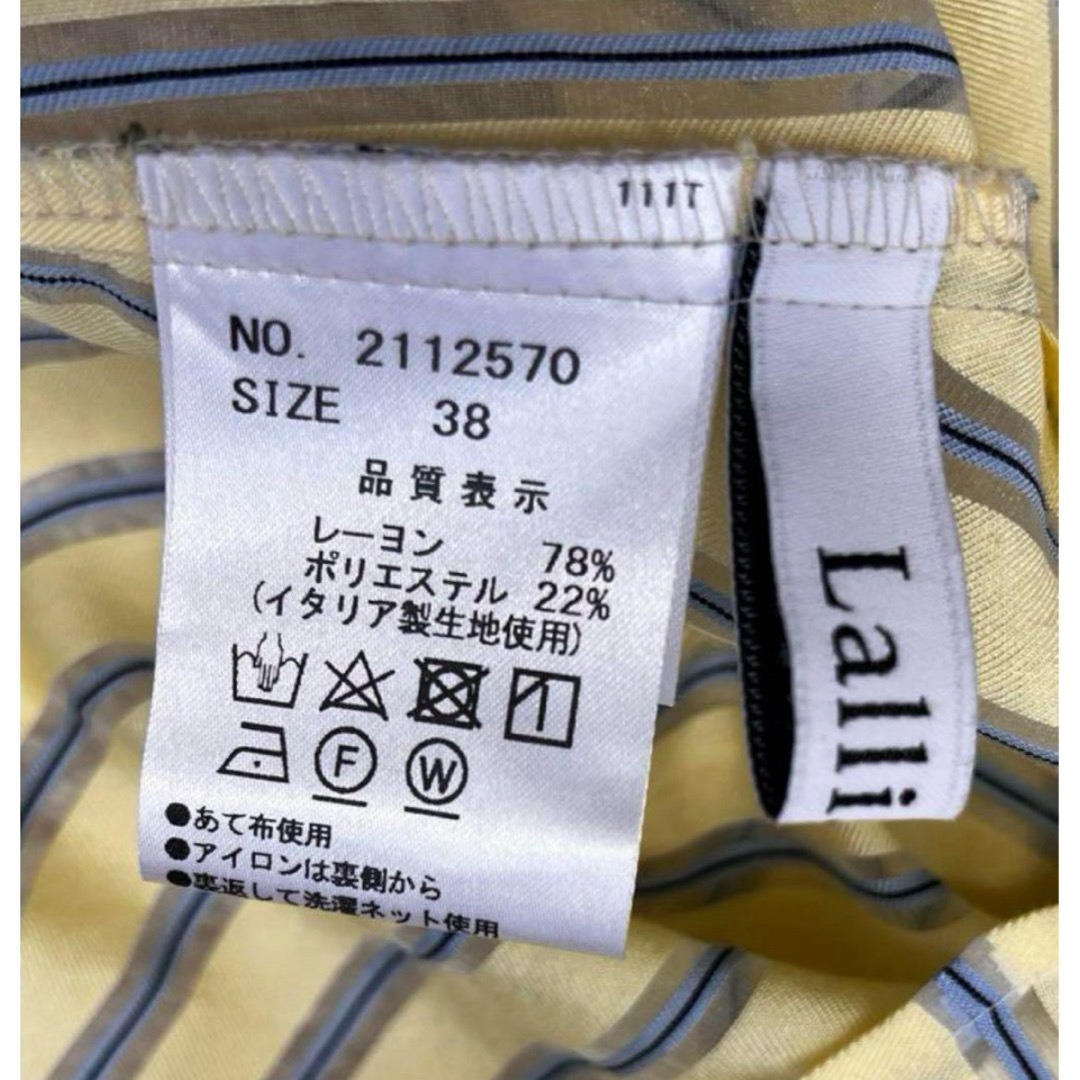 111T
NO. 2112570
SIZE 38
品質表示
レーヨン 78%
ポリエステル 22%
(イタリア製生地使用)
F W
●あて布使用
●アイロンは裏側から
●裏返して洗濯ネット使用
Lalli